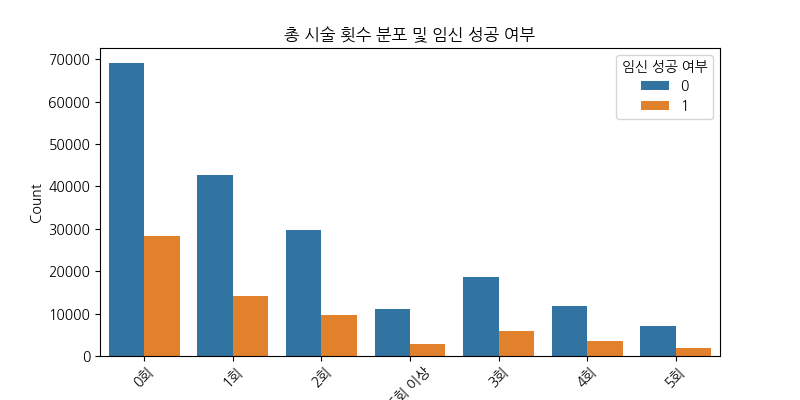 총 시술 횟수 분포 및 임신 성공 여부
임신 성공 여부
0
1
Count
70000
60000
50000
40000
30000
20000
10000
0
0회
1회
2회
이상
3회
4회
5회